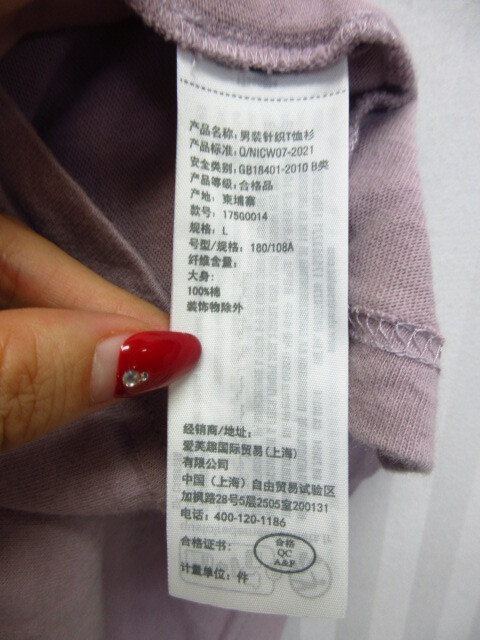 产品名称: 男装针织T恤衫
产品标准: Q/NICW07-2021
安全类别: GB18401-2010 B类
产品等级: 合格品
产地: 柬埔寨
款号: 175G0014
规格: L
号型/规格: 180/108A
纤维含量:
大身:
100%棉
装饰物除外
经销商/地址:
爱芙趣国际贸易(上海)
有限公司
中国（上海）自由贸易试验区
加枫路28号5层2505室200131
电话: 400-120-1186
合格证书:
合格
QC
A&F
计量单位: 件